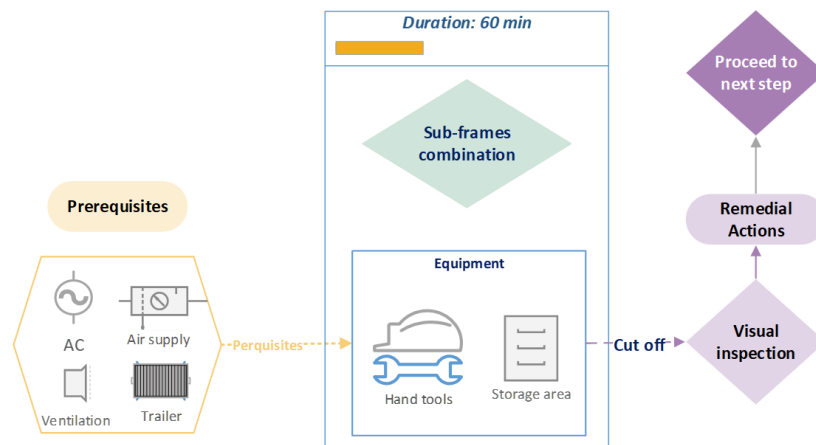 Duration: 60 min
Proceed to
next step
Sub-frames
combination
Prerequisites
Remedial
Actions
Equipment
AC
Air supply
Perquisites
Cut off
Visual
inspection
Hand tools
Storage area
Ventilation
Trailer